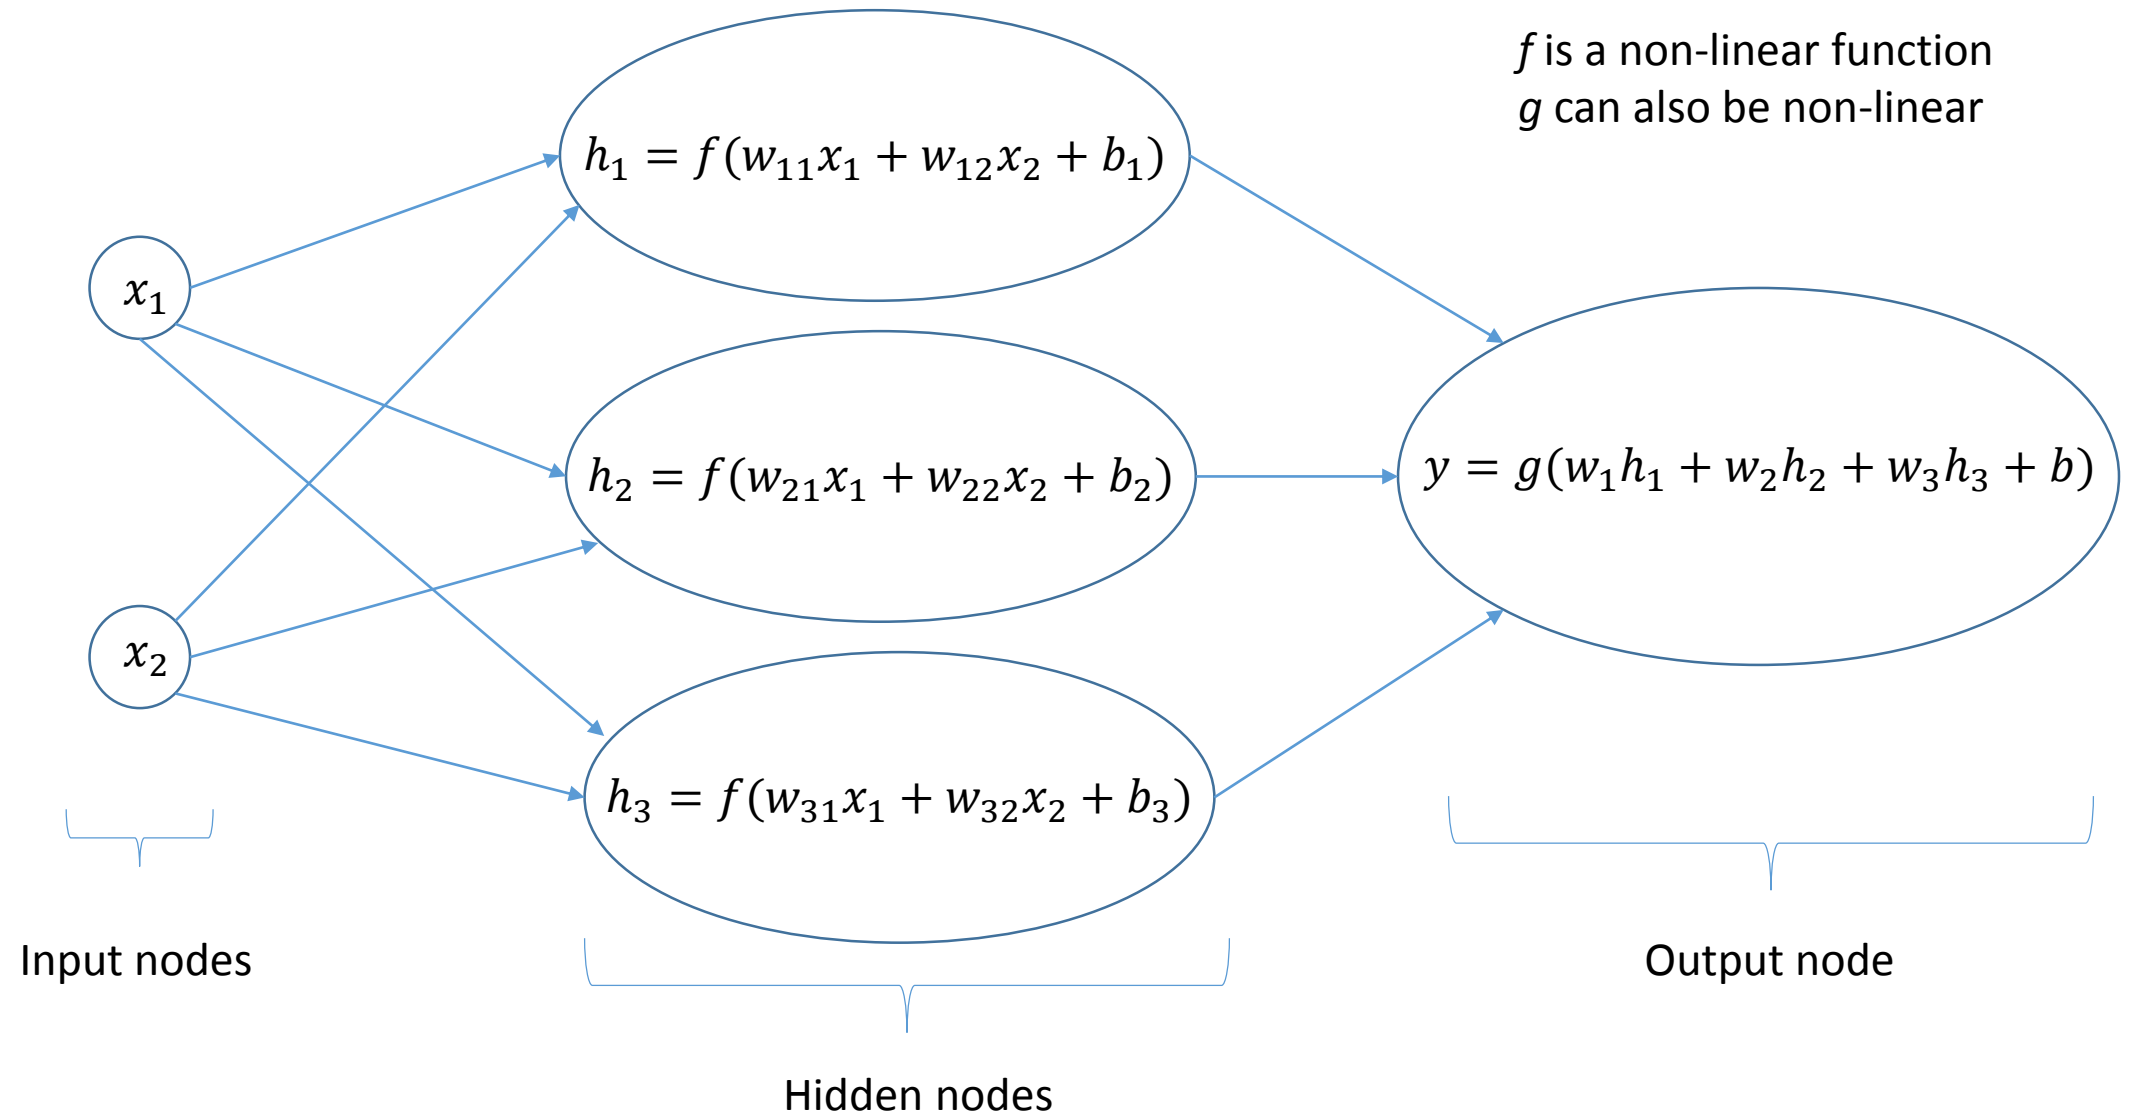 f is a non-linear function
g can also be non-linear
h₁ = f(w₁₁x₁ + w₁₂x₂ + b₁)
x₁
h₂ = f(w₂₁x₁ + w₂₂x₂ + b₂)
y = g(w₁h₁ + w₂h₂ + w₃h₃ + b)
x₂
h₃ = f(w₃₁x₁ + w₃₂x₂ + b₃)
Input nodes
Output node
Hidden nodes